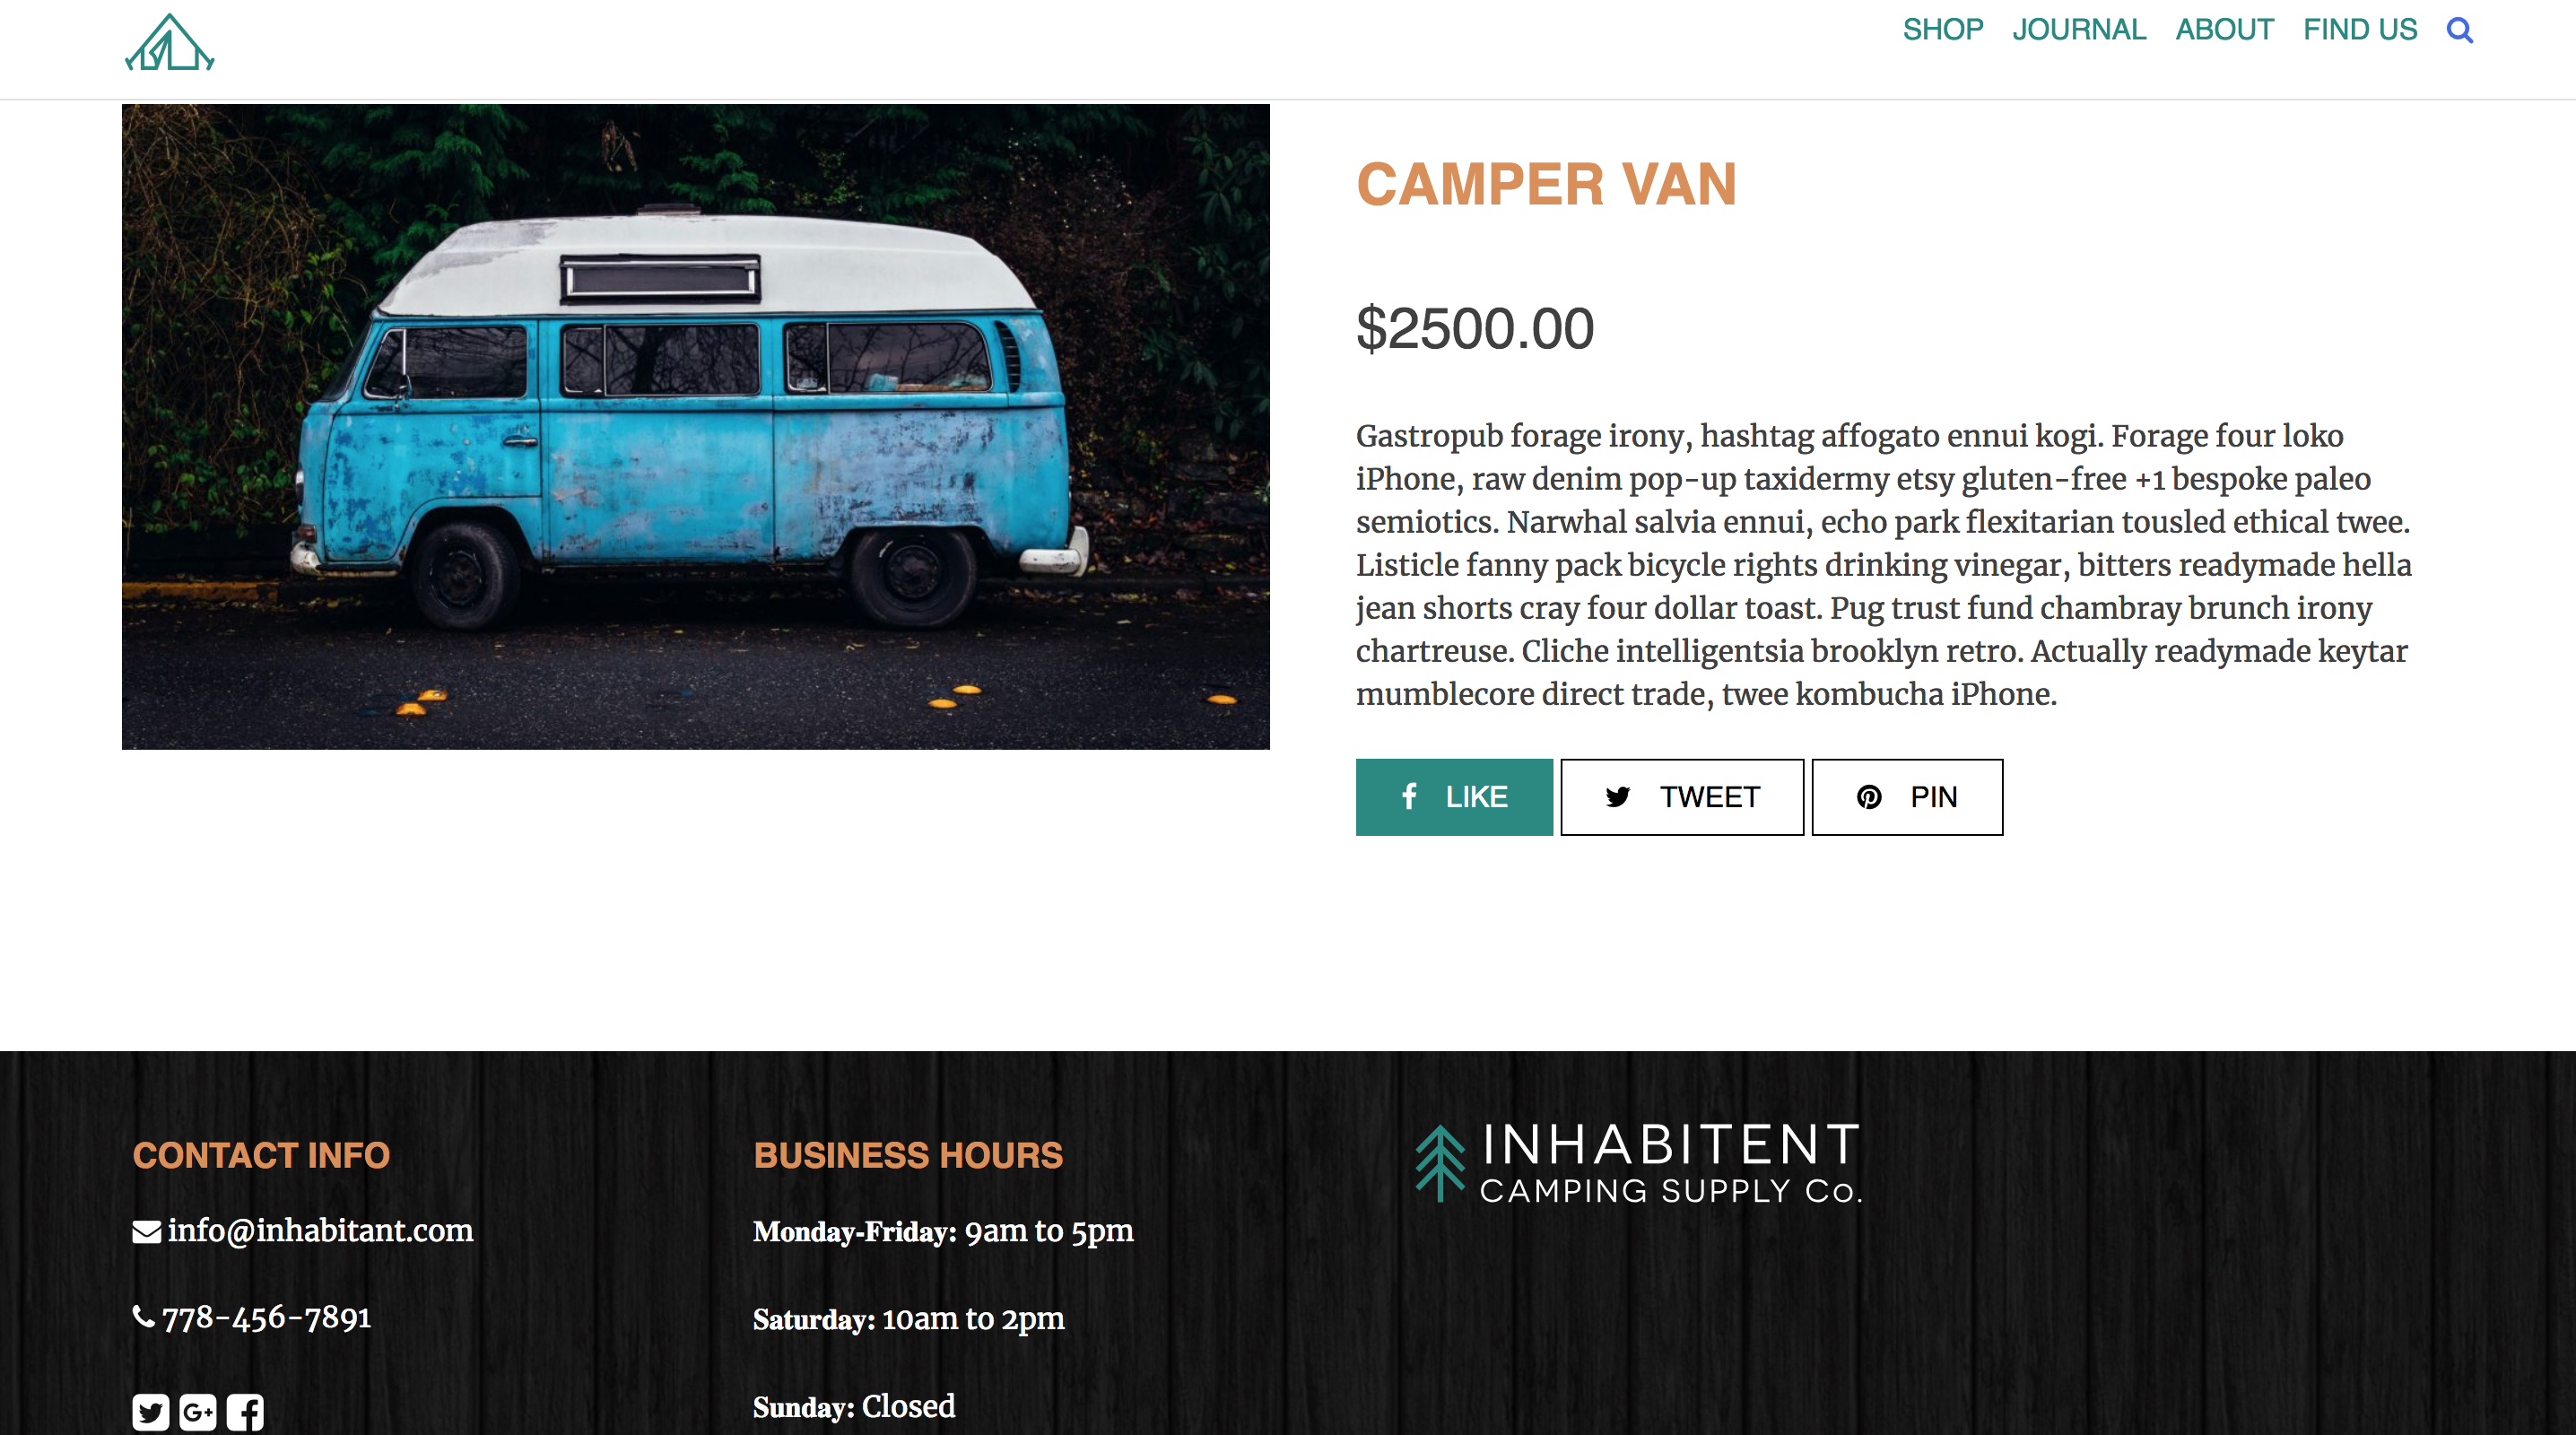 SHOP JOURNAL ABOUT FIND US
CAMPER VAN
$2500.00
Gastropub forage irony, hashtag affogato ennui kogi. Forage four loko
iPhone, raw denim pop-up taxidermy etsy gluten-free +1 bespoke paleo
semiotics. Narwhal salvia ennui, echo park flexitarian tousled ethical twee.
Listicle fanny pack bicycle rights drinking vinegar, bitters readymade hella
jean shorts cray four dollar toast. Pug trust fund chambray brunch irony
chartreuse. Cliche intelligentsia brooklyn retro. Actually readymade keytar
mumblecore direct trade, twee kombucha iPhone.
LIKE TWEET PIN
CONTACT INFO
info@inhabitant.com
778-456-7891
BUSINESS HOURS
Monday-Friday: 9am to 5pm
Saturday: 10am to 2pm
Sunday: Closed
INHABITENT
CAMPING SUPPLY Co.